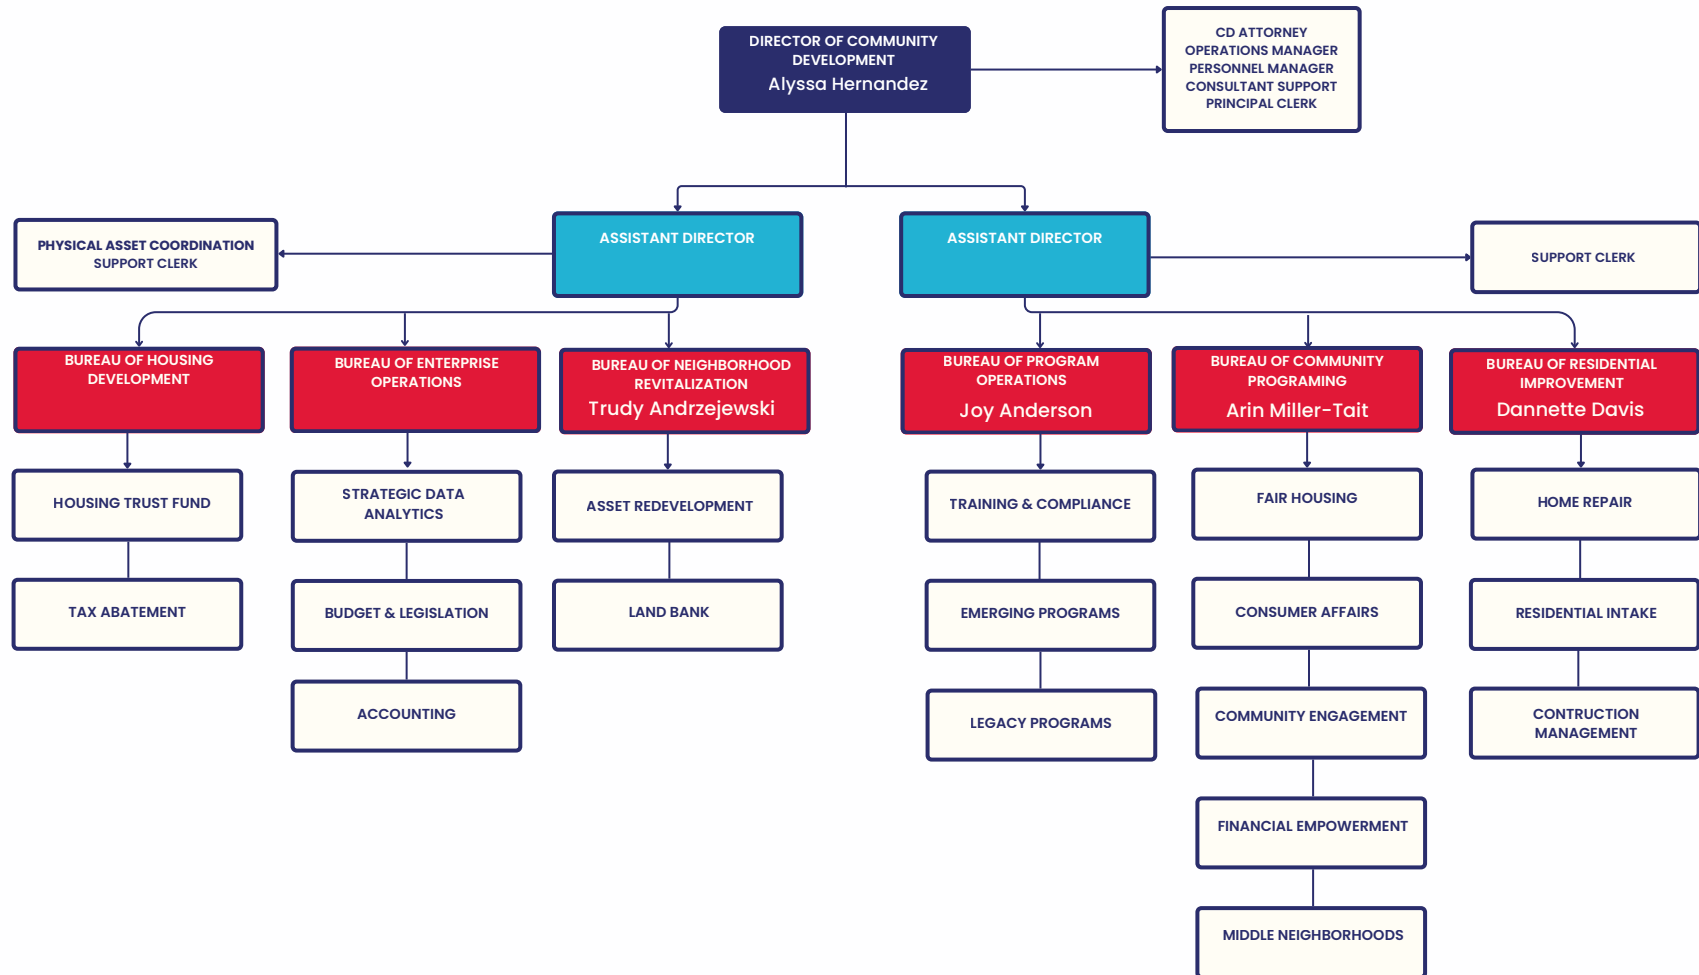 DIRECTOR OF COMMUNITY
DEVELOPMENT
Alyssa Hernandez
CD ATTORNEY
OPERATIONS MANAGER
PERSONNEL MANAGER
CONSULTANT SUPPORT
PRINCIPAL CLERK
PHYSICAL ASSET COORDINATION
SUPPORT CLERK
ASSISTANT DIRECTOR
ASSISTANT DIRECTOR
SUPPORT CLERK
BUREAU OF HOUSING
DEVELOPMENT
BUREAU OF ENTERPRISE
OPERATIONS
BUREAU OF NEIGHBORHOOD
REVITALIZATION
Trudy Andrzejewski
BUREAU OF PROGRAM
OPERATIONS
Joy Anderson
BUREAU OF COMMUNITY
PROGRAMING
Arin Miller-Tait
BUREAU OF RESIDENTIAL
IMPROVEMENT
Dannette Davis
HOUSING TRUST FUND
STRATEGIC DATA
ANALYTICS
ASSET REDEVELOPMENT
TRAINING & COMPLIANCE
FAIR HOUSING
HOME REPAIR
TAX ABATEMENT
BUDGET & LEGISLATION
LAND BANK
EMERGING PROGRAMS
CONSUMER AFFAIRS
RESIDENTIAL INTAKE
ACCOUNTING
LEGACY PROGRAMS
COMMUNITY ENGAGEMENT
CONTRUCTION
MANAGEMENT
FINANCIAL EMPOWERMENT
MIDDLE NEIGHBORHOODS